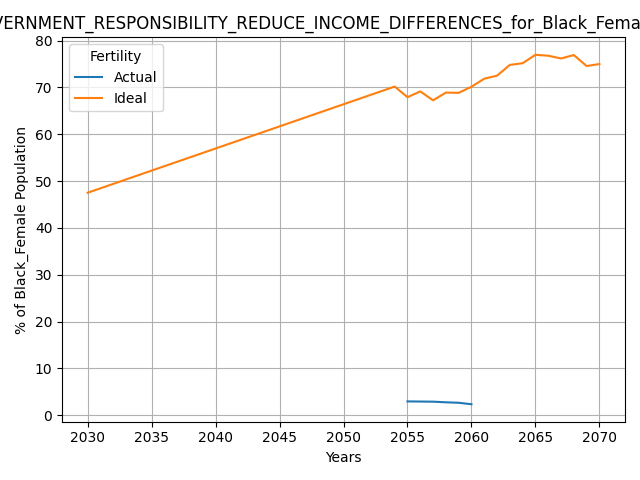 VERNMENT_RESPONSIBILITY_REDUCE_INCOME_DIFFERENCES_for_Black_Fema
Fertility
Actual
Ideal
% of Black_Female Population
80
70
60
50
40
30
20
10
0
2030 2035 2040 2045 2050 2055 2060 2065 2070
Years